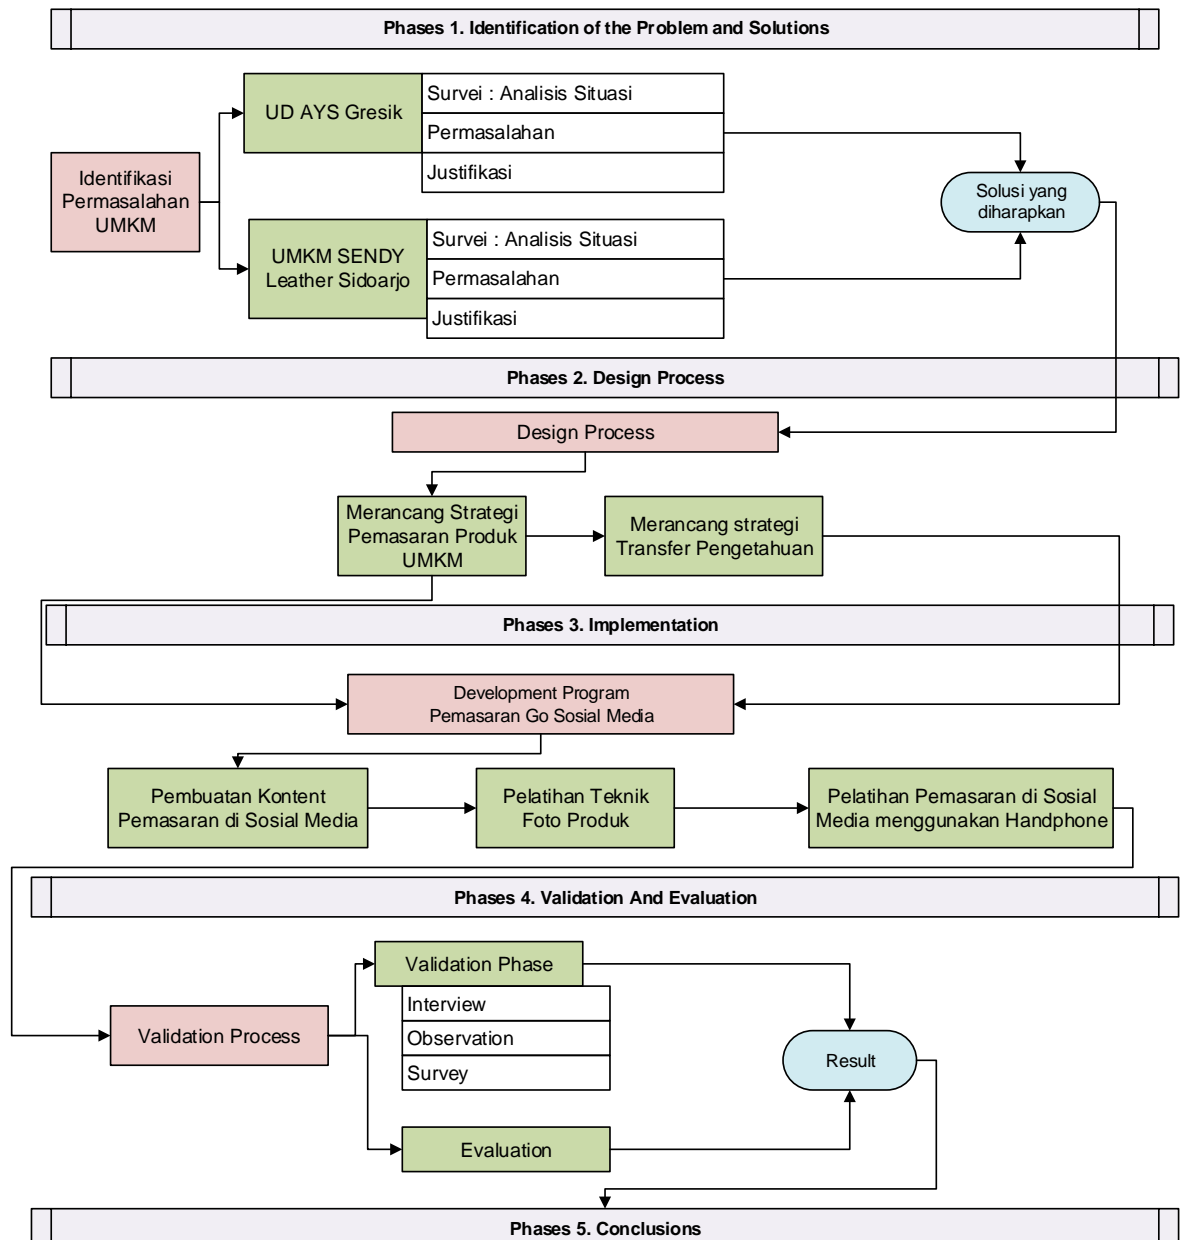 Phases 1. Identification of the Problem and Solutions
Identifikasi
Permasalahan
UMKM
UD AYS Gresik
Survei : Analisis Situasi
Permasalahan
Justifikasi
UMKM SENDY
Leather Sidoarjo
Survei : Analisis Situasi
Permasalahan
Justifikasi
Solusi yang
diharapkan
Phases 2. Design Process
Design Process
Merancang Strategi
Pemasaran Produk
UMKM
Merancang strategi
Transfer Pengetahuan
Phases 3. Implementation
Development Program
Pemasaran Go Sosial Media
Pembuatan Kontent
Pemasaran di Sosial Media
Pelatihan Teknik
Foto Produk
Pelatihan Pemasaran di Sosial
Media menggunakan Handphone
Phases 4. Validation And Evaluation
Validation Process
Validation Phase
Interview
Observation
Survey
Evaluation
Result
Phases 5. Conclusions